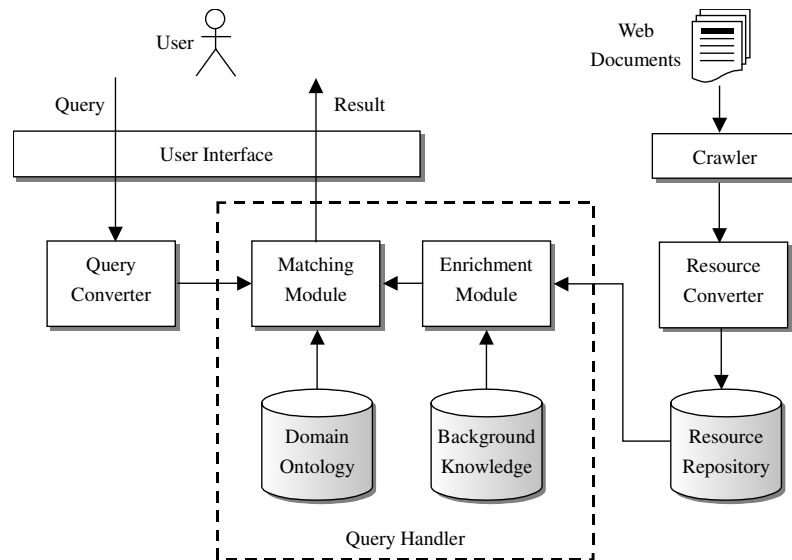 User
Web
Documents
Query
Result
User Interface
Crawler
Query
Converter
Matching
Module
Enrichment
Module
Resource
Converter
Domain
Ontology
Background
Knowledge
Resource
Repository
Query Handler